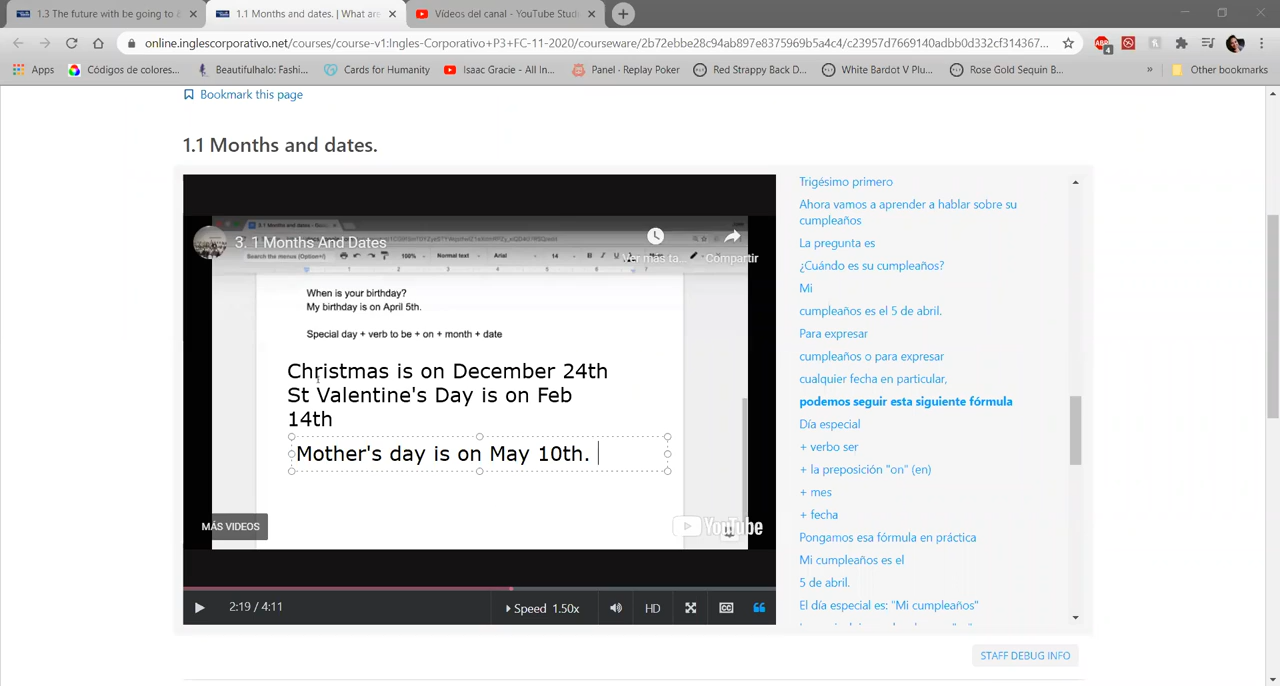 1.3 The future with be going to
1.1 Months and dates. | What are
Vídeos del canal - YouTube Studi
online.inglescorporativo.net/courses/course-v1:Ingles-Corporativo+P3+FC-11-2020/courseware/2b72ebbe28c94ab897e8375969b5a4c4/c23957d7669140adbb0d332cf314367...
Apps
Códigos de colores...
Beautifulhalo: Fashi...
Cards for Humanity
Isaac Gracie - All In...
Panel · Replay Poker
Red Strappy Back D...
White Bardot V Plu...
Rose Gold Sequin B...
»
Other bookmarks
Bookmark this page
1.1 Months and dates.
3. 1 Months And Dates
Ver más ta...
Compartir
100%
Normal text
Arial
14
When is your birthday?
My birthday is on April 5th.
Special day + verb to be + on + month + date
Christmas is on December 24th
St Valentine's Day is on Feb
14th
Mother's day is on May 10th.
MÁS VIDEOS
YouTube
2:19 / 4:11
Speed 1.50x
HD
CC
Trigésimo primero
Ahora vamos a aprender a hablar sobre su
cumpleaños
La pregunta es
¿Cuándo es su cumpleaños?
Mi
cumpleaños es el 5 de abril.
Para expresar
cumpleaños o para expresar
cualquier fecha en particular,
podemos seguir esta siguiente fórmula
Día especial
+ verbo ser
+ la preposición "on" (en)
+ mes
+ fecha
Pongamos esa fórmula en práctica
Mi cumpleaños es el
5 de abril.
El día especial es: "Mi cumpleaños"
STAFF DEBUG INFO